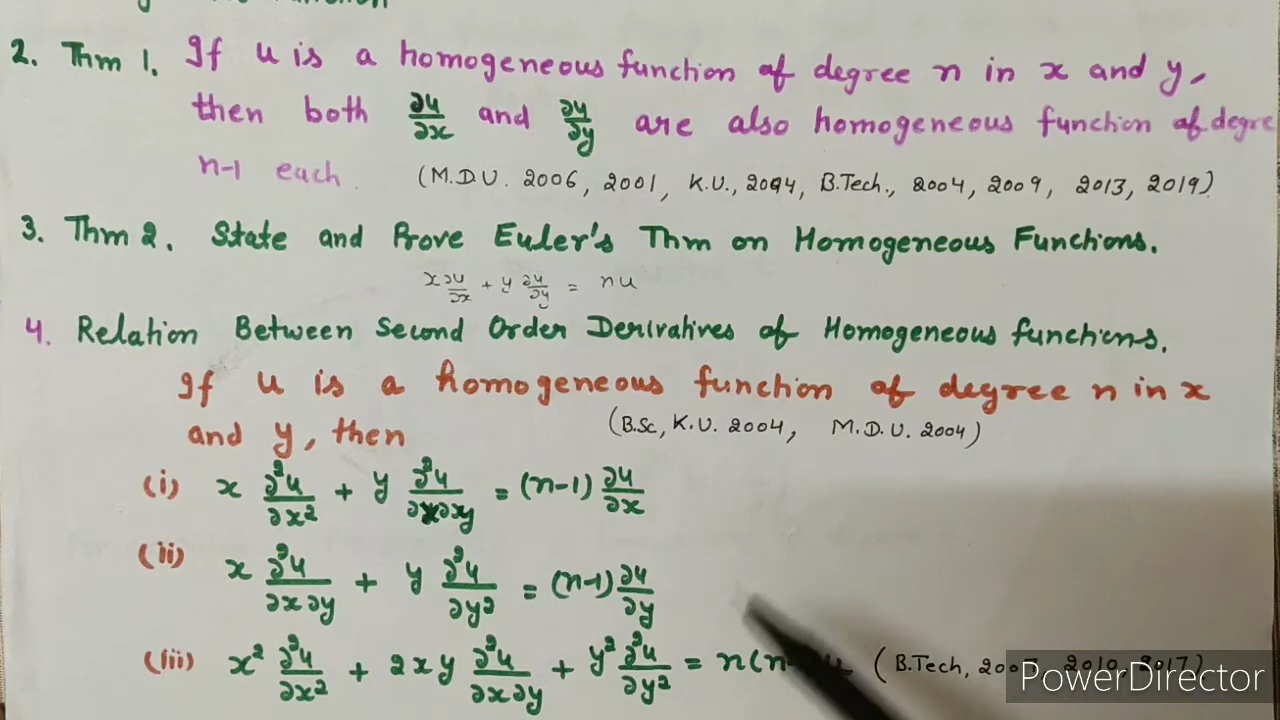 2. Thm 1. If u is a homogeneous function of degree n in x and y,
then both ∂u/∂x and ∂u/∂y are also homogeneous function of degre
n-1 each. (M.D.U. 2006, 2001, K.U., 2004, B.Tech., 2004, 2009, 2013, 2019)
3. Thm 2. State and Prove Euler's Thm on Homogeneous Functions.
x ∂u/∂x + y ∂u/∂y = nu
4. Relation Between Second Order Derivatives of Homogeneous functions.
If u is a homogeneous function of degree n in x
and y, then (B.Sc, K.U. 2004, M.D.U. 2004)
(i) x ∂²u/∂x² + y ∂²u/∂x∂y = (n-1) ∂u/∂x
(ii) x ∂²u/∂x∂y + y ∂²u/∂y² = (n-1) ∂u/∂y
(iii) x² ∂²u/∂x² + 2xy ∂²u/∂x∂y + y² ∂²u/∂y² = n(n- u (B.Tech, 2010, 2017)
PowerDirector